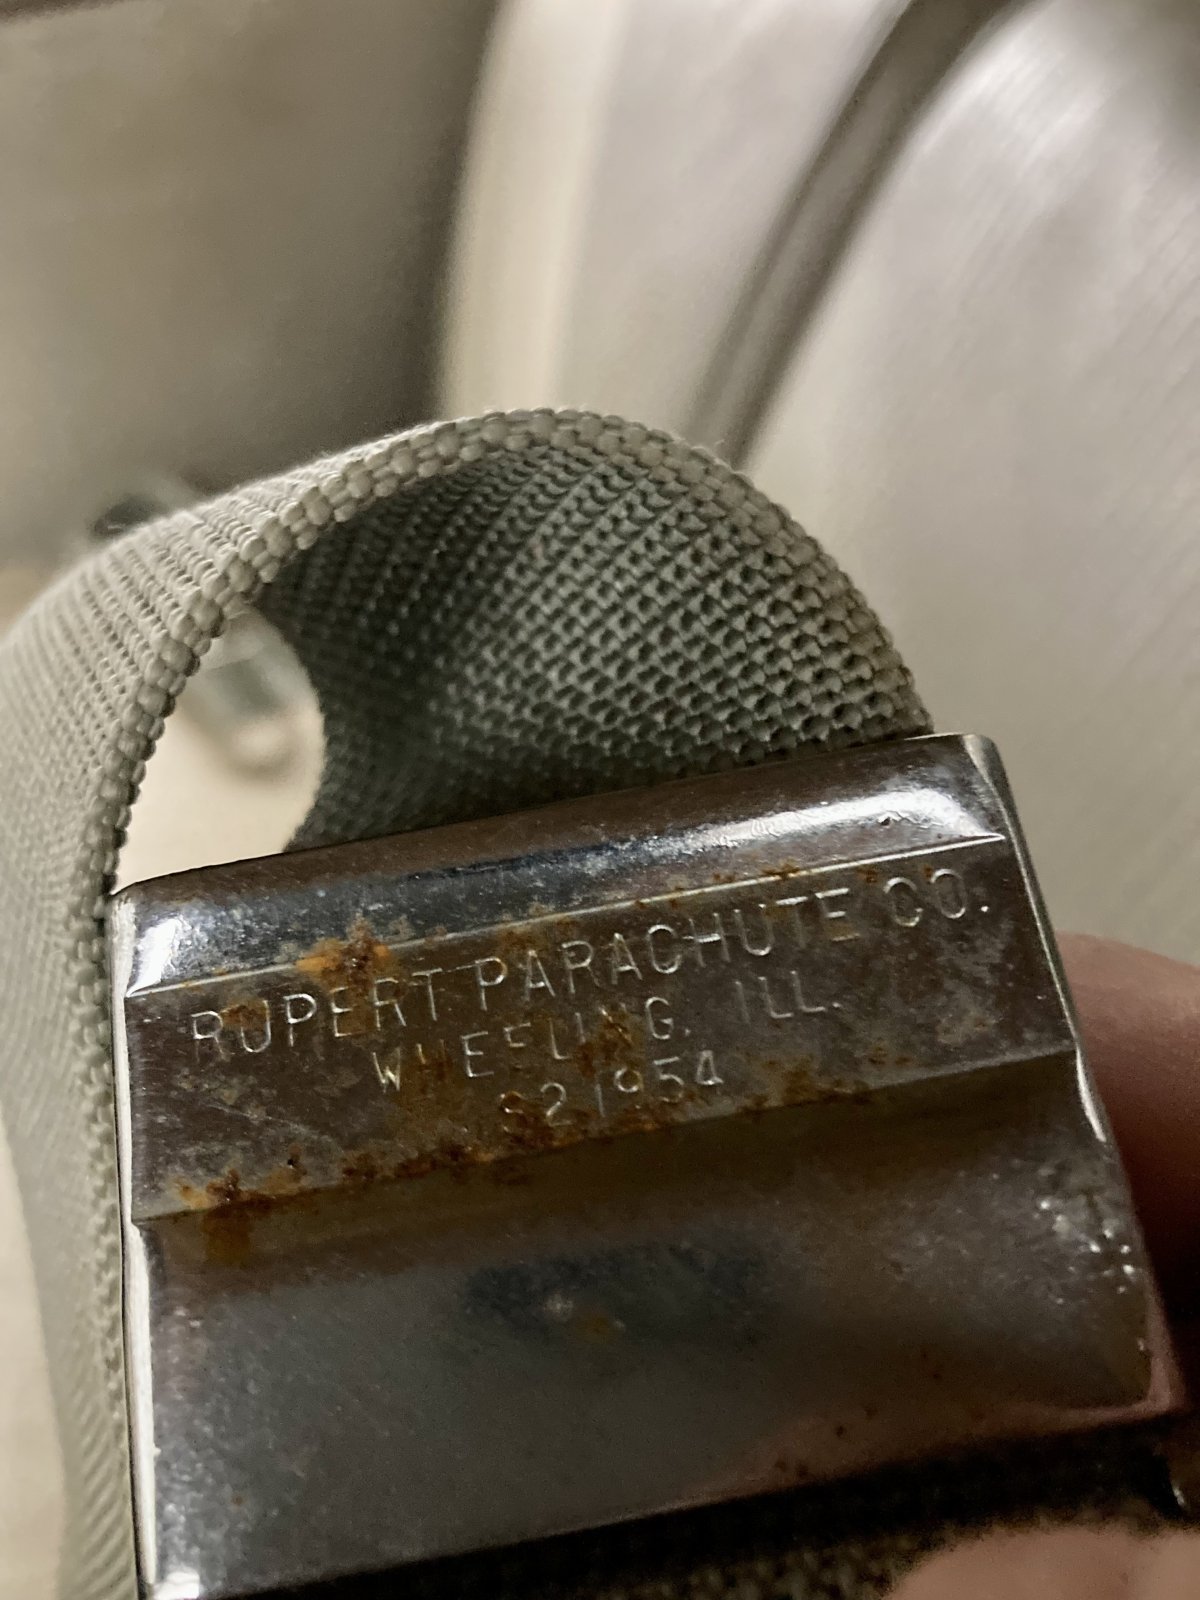 RUPERT PARACHUTE CO.
WHEELING, ILL.
S21954